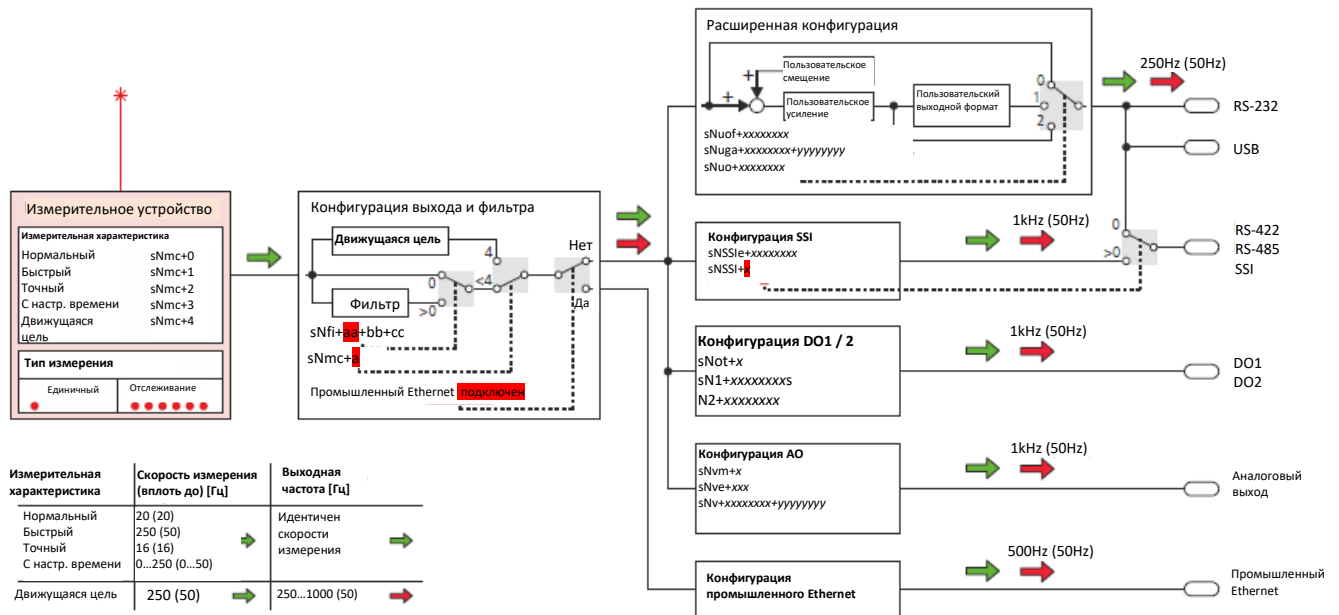 Расширенная конфигурация
250Hz (50Hz)
Пользовательское
смещение
+
+
Пользовательское
усиление
Пользовательский
выходной формат
0
1
2
sNuof+xxxxxxxx
sNuga+xxxxxxxx+yyyyyyyy
sNuo+xxxxxxxx
RS-232
USB
Измерительное устройство
Измерительная характеристика
Нормальный sNmc+0
Быстрый sNmc+1
Точный sNmc+2
С настр. времени sNmc+3
Движущаяся sNmc+4
цель
Тип измерения
Единичный Отслеживание
Конфигурация выхода и фильтра
Движущаяся цель
Фильтр
0
>0
4
<4
Нет
Да
sNfi+aa+bb+cc
sNmc+a
Промышленный Ethernet подключен
Конфигурация SSI
sNSSIe+xxxxxxxx
sNSSI+x
1kHz (50Hz)
0
>0
RS-422
RS-485
SSI
Конфигурация DO1 / 2
sNot+x
sN1+xxxxxxxxs
N2+xxxxxxxx
1kHz (50Hz)
DO1
DO2
Конфигурация AO
sNvm+x
sNve+xxx
sNv+xxxxxxxx+yyyyyyyy
1kHz (50Hz)
Аналоговый
выход
Конфигурация
промышленного Ethernet
500Hz (50Hz)
Промышленный
Ethernet
Измерительная Скорость измерения Выходная
характеристика (вплоть до) [Гц] частота [Гц]
Нормальный 20 (20) Идентичен
Быстрый 250 (50) скорости
Точный 16 (16) измерения
С настр. времени 0...250 (0...50)
Движущаяся цель 250 (50) 250...1000 (50)